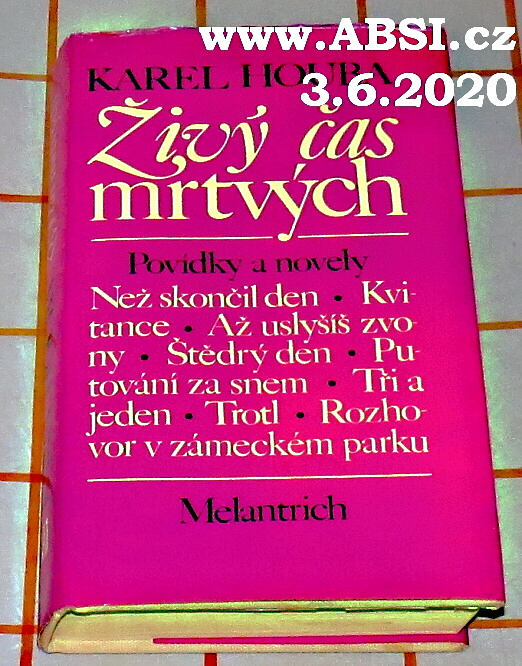 www.ABSI.cz
KAREL HOUBA
3,6.2020
Živý čas
mrtvých
Povídky a novely
Než skončil den • Kvi-
tance • Až uslyšíš zvo-
ny • Štědrý den • Pu-
tování za snem • Tři a
jeden • Trotl • Rozho-
vor v zámeckém parku
Melantrich